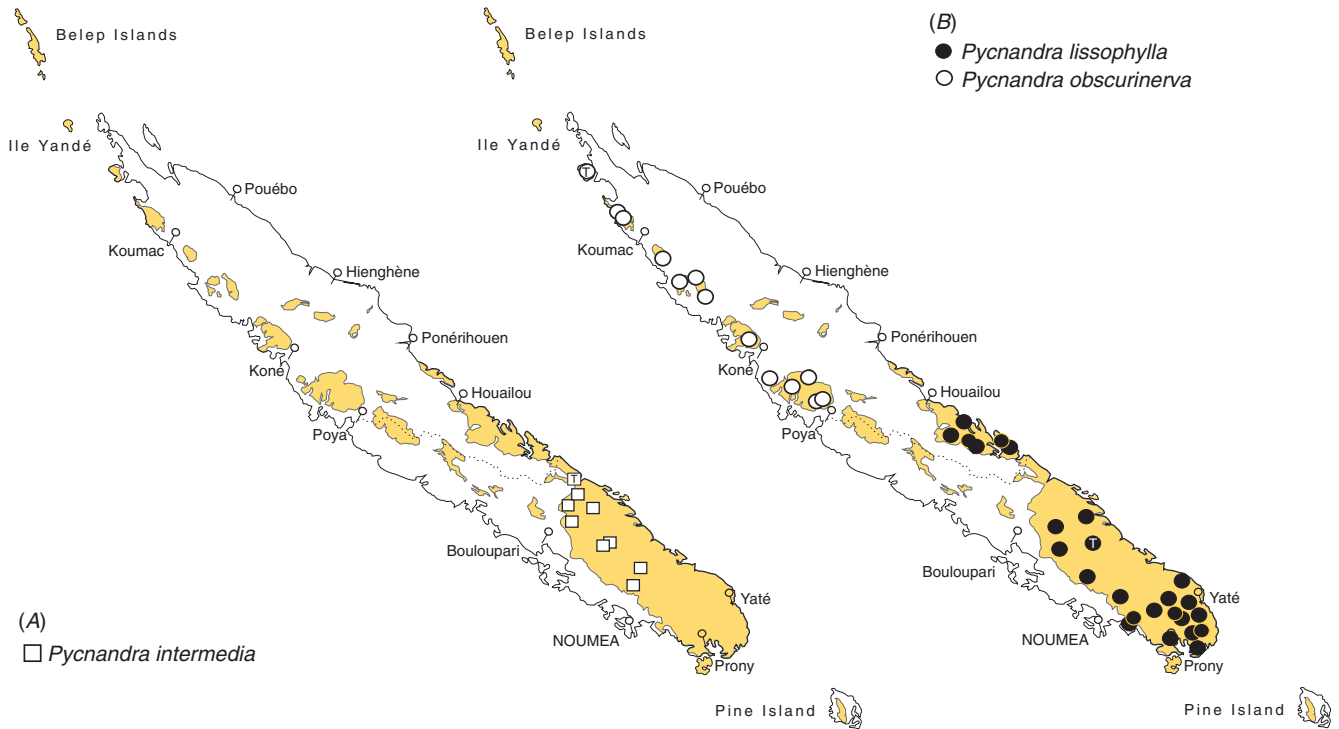 Belep Islands
Ile Yandé
Pouébo
Koumac
Hienghène
Ponérihouen
Koné
Houailou
Poya
T
Bouloupari
Yaté
NOUMEA
Prony
Pine Island
(A)
Pycnandra intermedia
(B)
Pycnandra lissophylla
Pycnandra obscurinerva
Belep Islands
Ile Yandé
T
Pouébo
Koumac
Hienghène
Ponérihouen
Koné
Houailou
Poya
T
Bouloupari
Yaté
NOUMEA
Prony
Pine Island